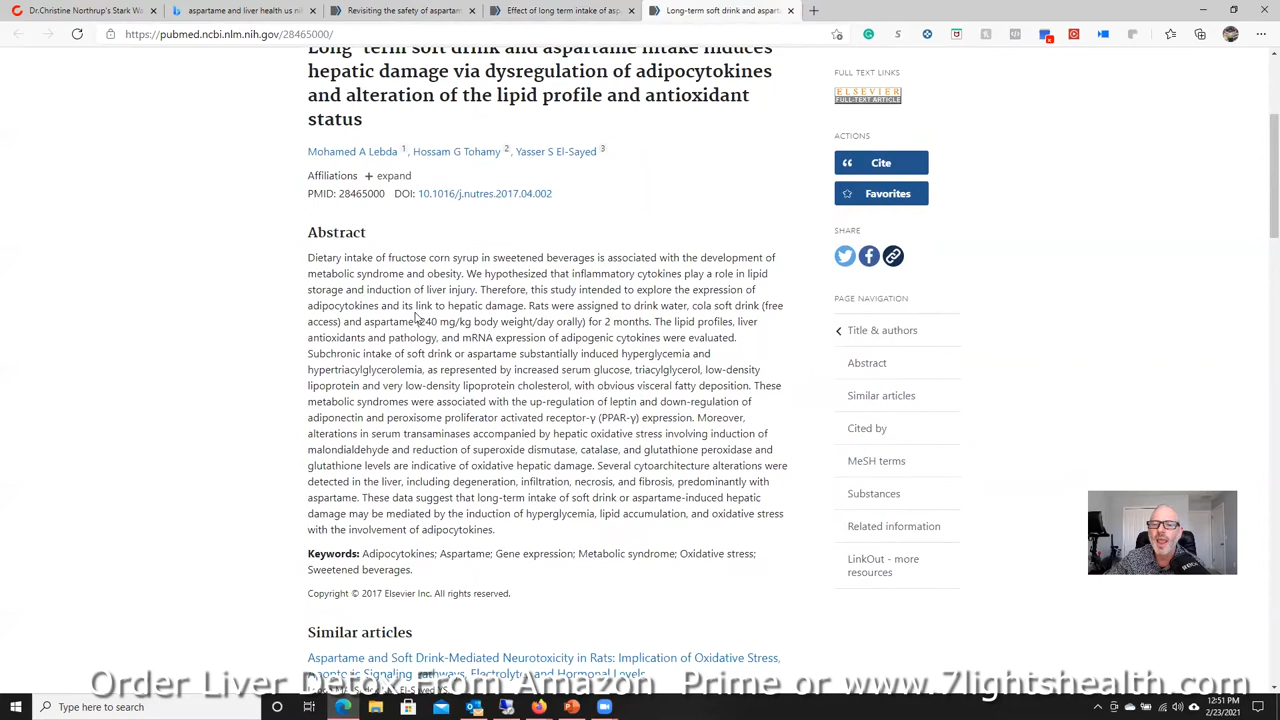 Dr.Christine Northrup's Stark Wa
aspartame and liver health us ni
Revisiting the safety of aspartam
Effect of long term intake of asp
Long-term soft drink and aspart
https://pubmed.ncbi.nlm.nih.gov/28465000/
Long-term soft drink and aspartame intake induces
hepatic damage via dysregulation of adipocytokines
and alteration of the lipid profile and antioxidant
status
Mohamed A Lebda 1, Hossam G Tohamy 2, Yasser S El-Sayed 3
Affiliations + expand
PMID: 28465000 DOI: 10.1016/j.nutres.2017.04.002
Abstract
Dietary intake of fructose corn syrup in sweetened beverages is associated with the development of
metabolic syndrome and obesity. We hypothesized that inflammatory cytokines play a role in lipid
storage and induction of liver injury. Therefore, this study intended to explore the expression of
adipocytokines and its link to hepatic damage. Rats were assigned to drink water, cola soft drink (free
access) and aspartame (240 mg/kg body weight/day orally) for 2 months. The lipid profiles, liver
antioxidants and pathology, and mRNA expression of adipogenic cytokines were evaluated.
Subchronic intake of soft drink or aspartame substantially induced hyperglycemia and
hypertriacylglycerolemia, as represented by increased serum glucose, triacylglycerol, low-density
lipoprotein and very low-density lipoprotein cholesterol, with obvious visceral fatty deposition. These
metabolic syndromes were associated with the up-regulation of leptin and down-regulation of
adiponectin and peroxisome proliferator activated receptor-γ (PPAR-γ) expression. Moreover,
alterations in serum transaminases accompanied by hepatic oxidative stress involving induction of
malondialdehyde and reduction of superoxide dismutase, catalase, and glutathione peroxidase and
glutathione levels are indicative of oxidative hepatic damage. Several cytoarchitecture alterations were
detected in the liver, including degeneration, infiltration, necrosis, and fibrosis, predominantly with
aspartame. These data suggest that long-term intake of soft drink or aspartame-induced hepatic
damage may be mediated by the induction of hyperglycemia, lipid accumulation, and oxidative stress
with the involvement of adipocytokines.
Keywords: Adipocytokines; Aspartame; Gene expression; Metabolic syndrome; Oxidative stress;
Sweetened beverages.
Copyright © 2017 Elsevier Inc. All rights reserved.
Similar articles
Aspartame and Soft Drink-Mediated Neurotoxicity in Rats: Implication of Oxidative Stress,
Apoptotic Signaling Pathways, Electrolytes and Hormonal Levels.
FULL TEXT LINKS
ELSEVIER
FULL-TEXT ARTICLE
ACTIONS
Cite
Favorites
SHARE
PAGE NAVIGATION
Title & authors
Abstract
Similar articles
Cited by
MeSH terms
Substances
Related information
LinkOut - more
resources
Order Liver Detox From Amazon Prime or www.7lightshealth.com
Type here to search
12:51 PM
2/23/2021